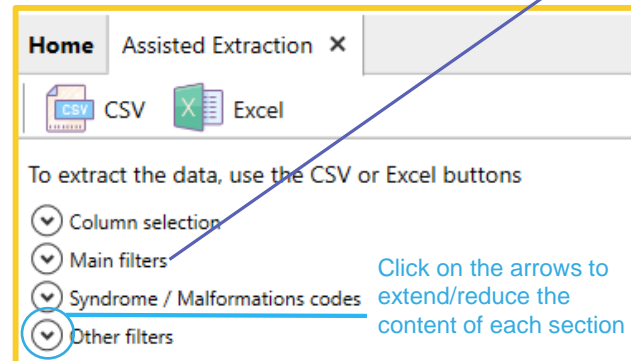 Home Assisted Extraction ×
CSV CSV X Excel
To extract the data, use the CSV or Excel buttons
Column selection
Main filters
Syndrome / Malformations codes
Other filters
Click on the arrows to
extend/reduce the
content of each section